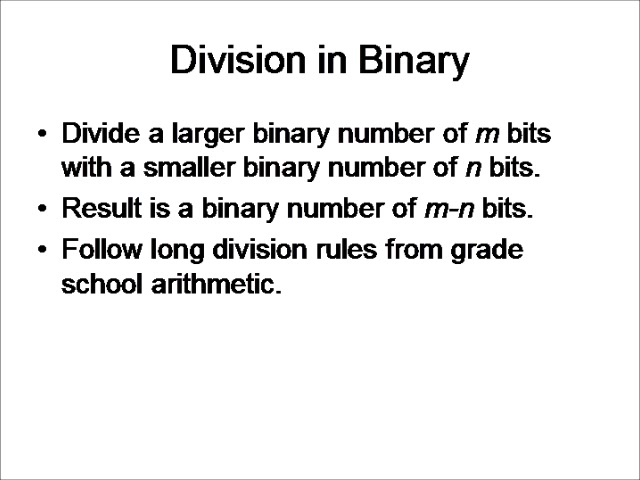 Division in Binary
• Divide a larger binary number of m bits
with a smaller binary number of n bits.
• Result is a binary number of m-n bits.
• Follow long division rules from grade
school arithmetic.